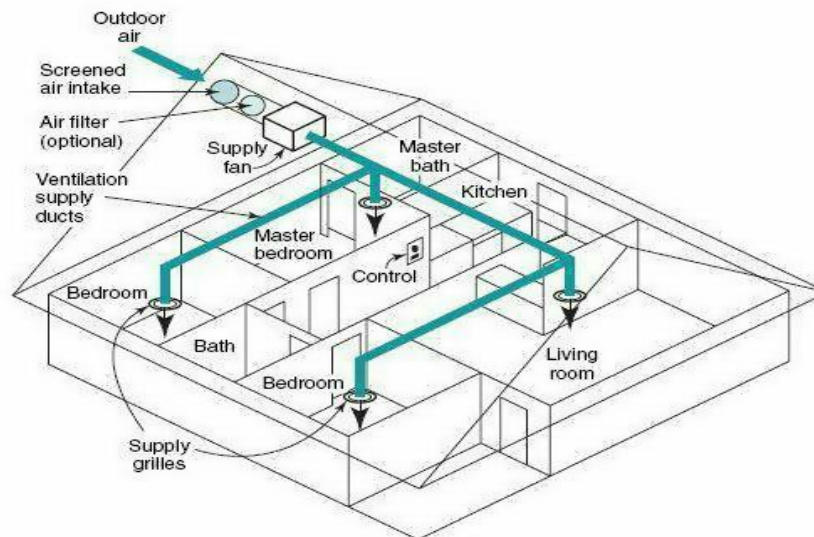 Outdoor
air
Screened
air intake
Air filter
(optional)
Supply
fan
Master
bath
Kitchen
Ventilation
supply
ducts
Master
bedroom
Control
Bedroom
Bath
Bedroom
Living
room
Supply
grilles